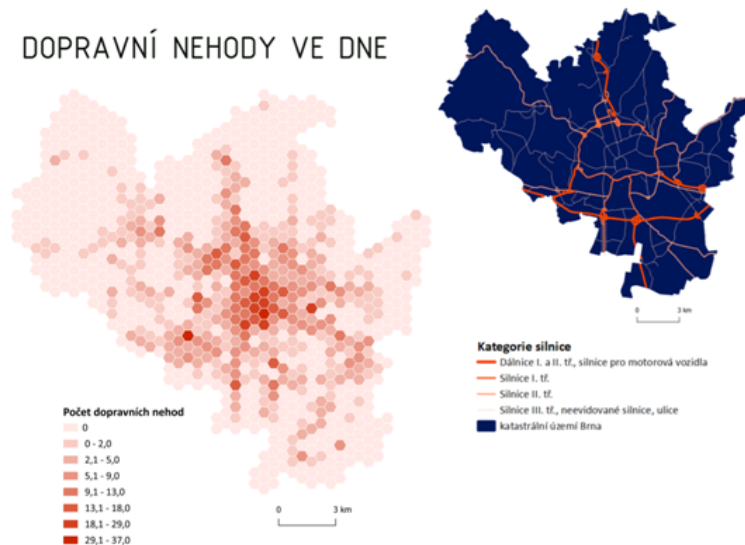 DOPRAVNÍ NEHODY VE DNE
Počet dopravních nehod
0
0 - 2,0
2,1 - 5,0
5,1 - 9,0
9,1 - 13,0
13,1 - 18,0
18,1 - 29,0
29,1 - 37,0
0 3 km
0 3 km
Kategorie silnice
Dálnice I. a II. tř., silnice pro motorová vozidla
Silnice I. tř.
Silnice II. tř.
Silnice III. tř., neevidované silnice, ulice
katastrální území Brna